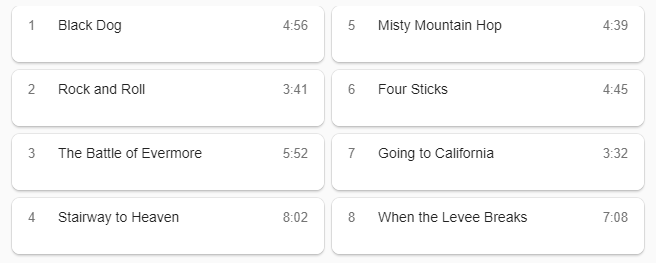 1 Black Dog 4:56
2 Rock and Roll 3:41
3 The Battle of Evermore 5:52
4 Stairway to Heaven 8:02
5 Misty Mountain Hop 4:39
6 Four Sticks 4:45
7 Going to California 3:32
8 When the Levee Breaks 7:08